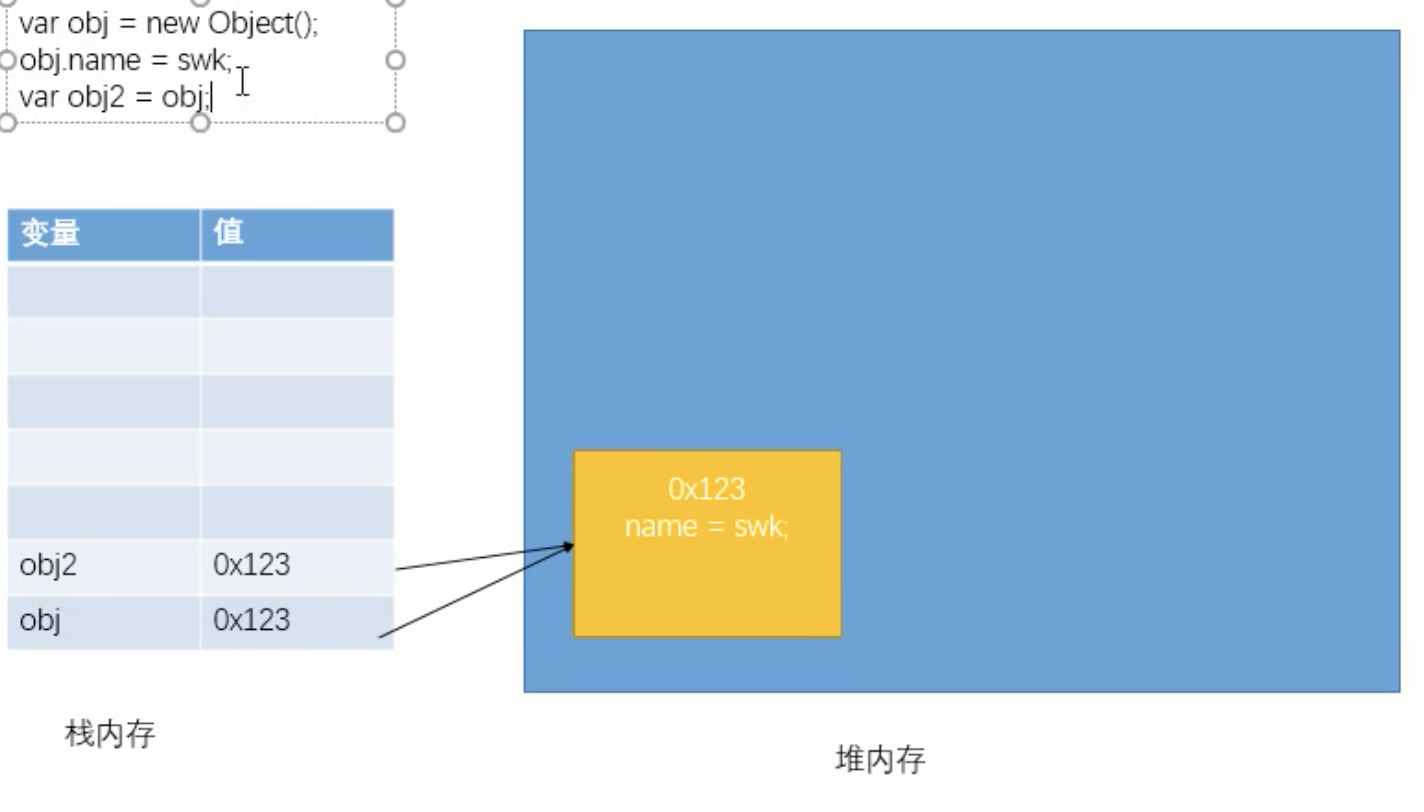 var obj = new Object();
obj.name = swk;
var obj2 = obj;
变量 值
obj2 0x123
obj 0x123
0x123
name = swk;
栈内存
堆内存